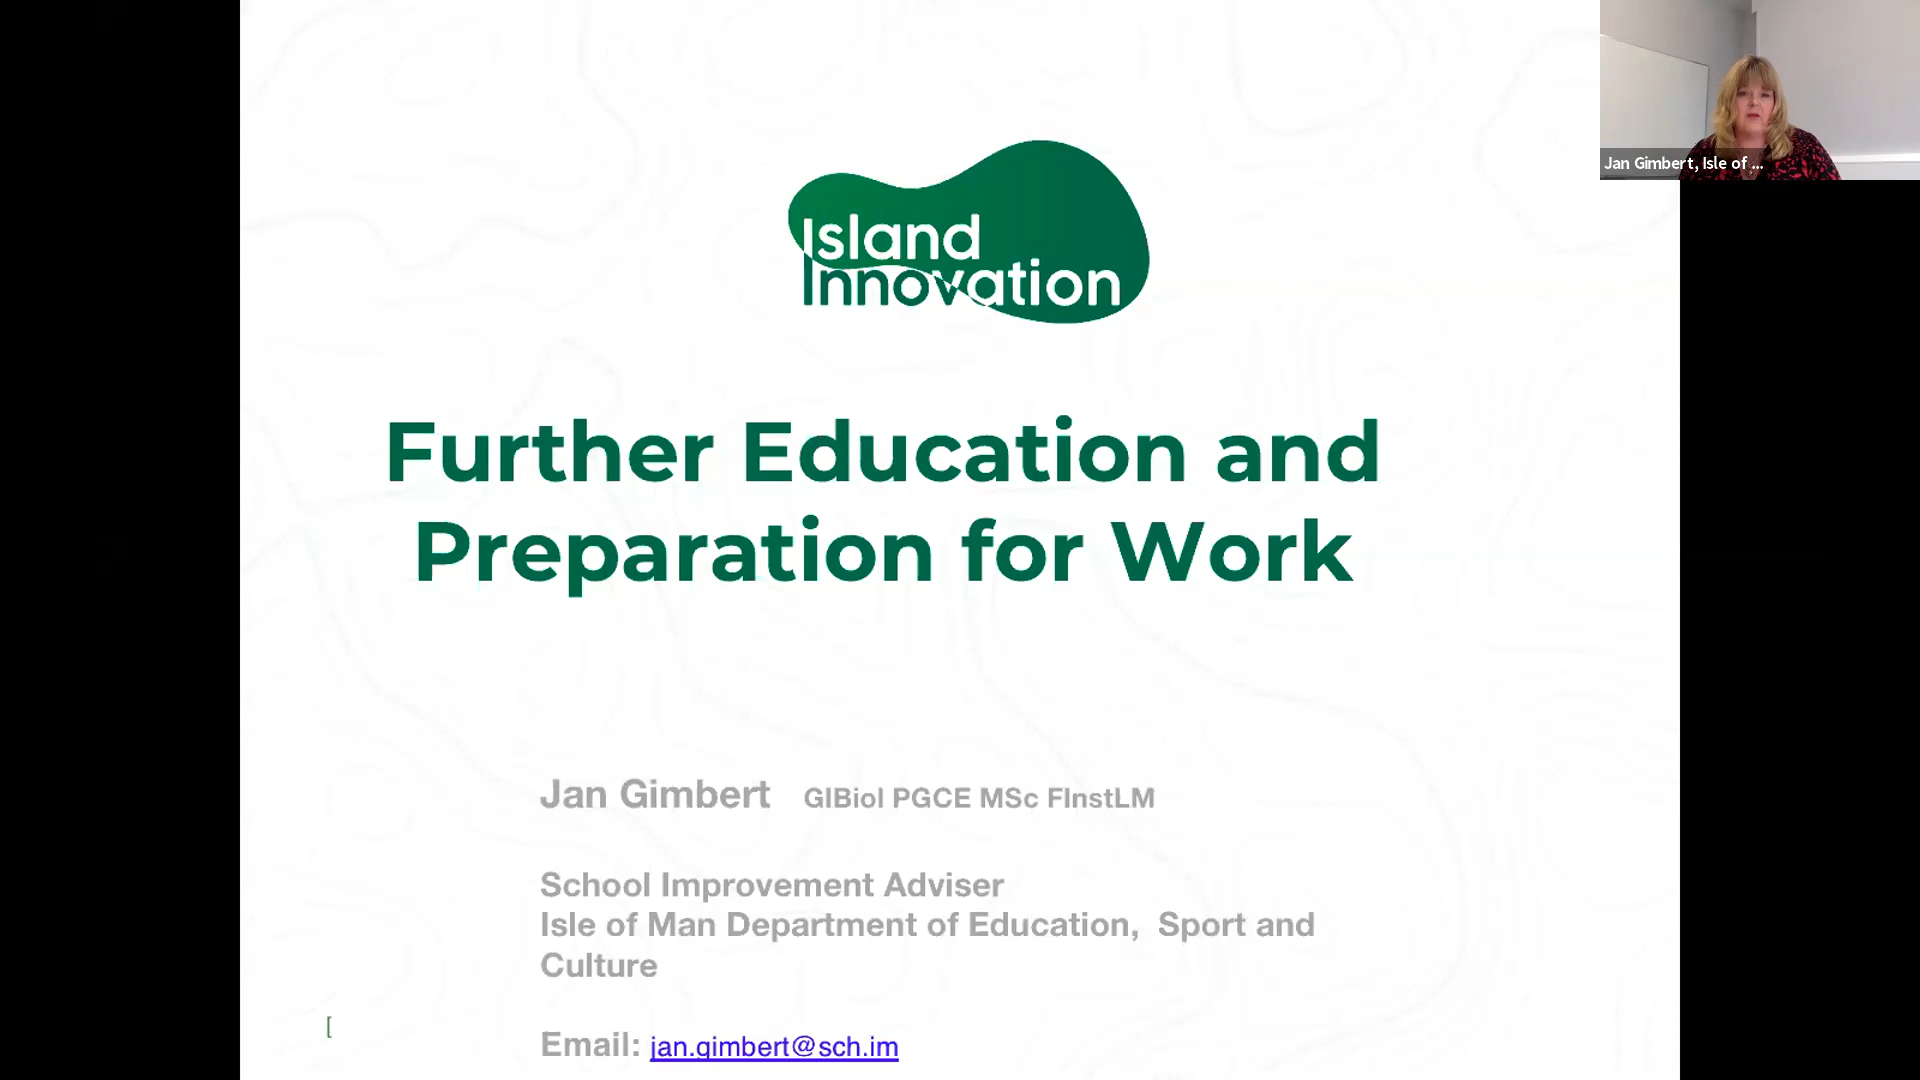 Island
Innovation
Jan Gimbert, Isle of ...
Further Education and
Preparation for Work
Jan Gimbert GIBiol PGCE MSc FInstLM
School Improvement Adviser
Isle of Man Department of Education, Sport and
Culture
[
Email: jan.gimbert@sch.im